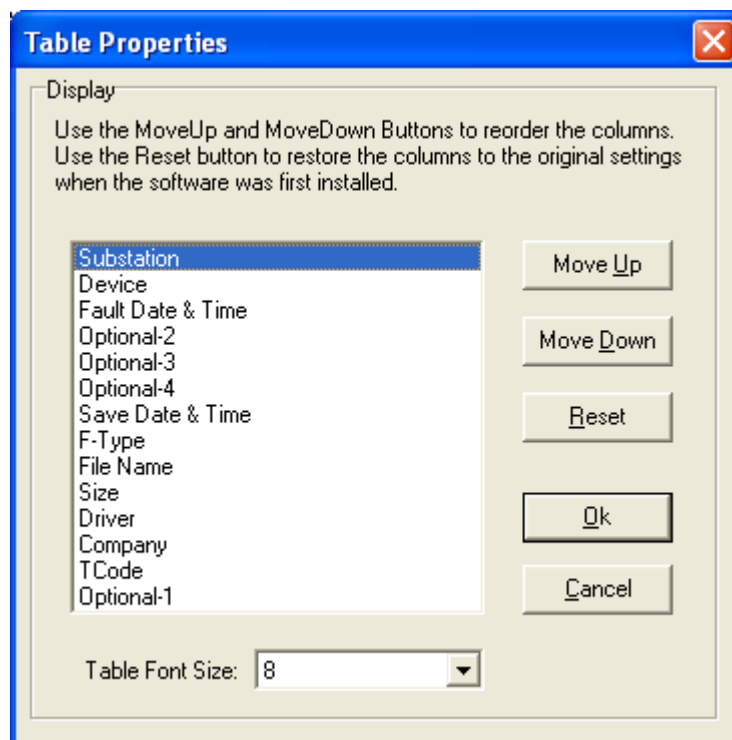 Table Properties
Display
Use the MoveUp and MoveDown Buttons to reorder the columns.
Use the Reset button to restore the columns to the original settings
when the software was first installed.
Substation
Device
Fault Date & Time
Optional-2
Optional-3
Optional-4
Save Date & Time
F-Type
File Name
Size
Driver
Company
TCode
Optional-1
Move Up
Move Down
Reset
Ok
Cancel
Table Font Size: 8